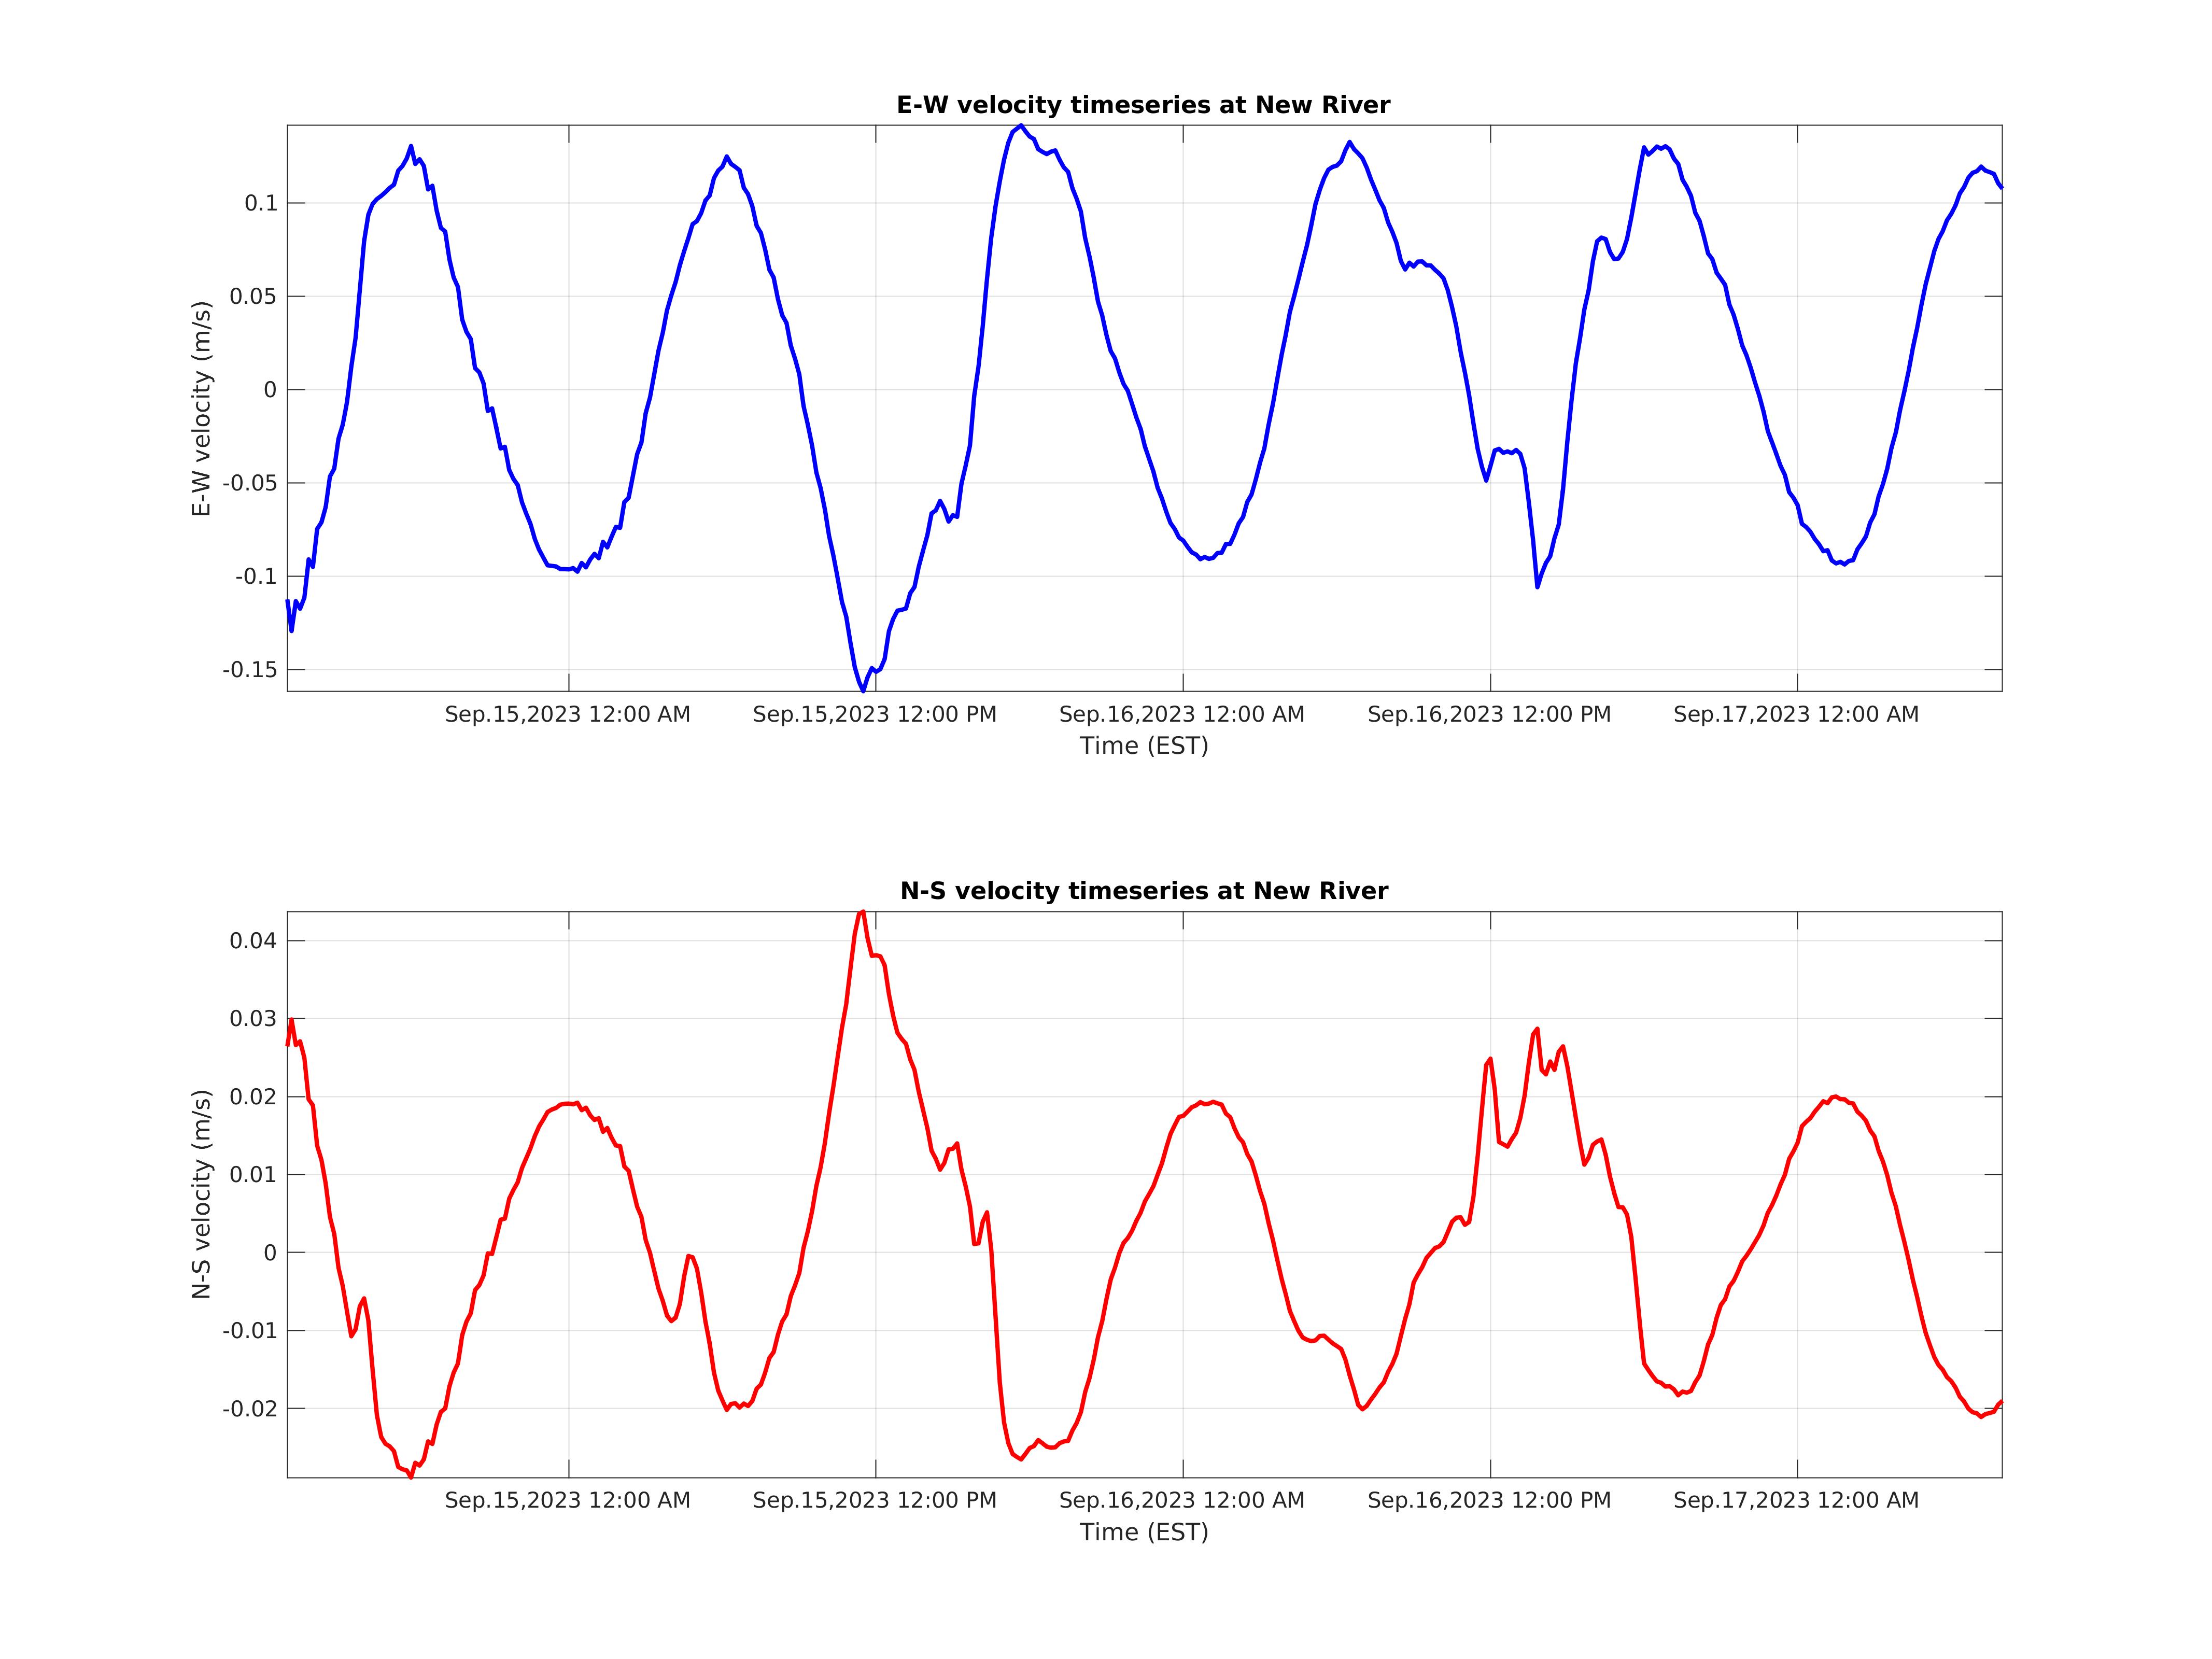 E-W velocity timeseries at New River
E-W velocity (m/s)
0.1
0.05
0
-0.05
-0.1
-0.15
Sep.15,2023 12:00 AM Sep.15,2023 12:00 PM Sep.16,2023 12:00 AM Sep.16,2023 12:00 PM Sep.17,2023 12:00 AM
Time (EST)
N-S velocity timeseries at New River
N-S velocity (m/s)
0.04
0.03
0.02
0.01
0
-0.01
-0.02
Sep.15,2023 12:00 AM Sep.15,2023 12:00 PM Sep.16,2023 12:00 AM Sep.16,2023 12:00 PM Sep.17,2023 12:00 AM
Time (EST)